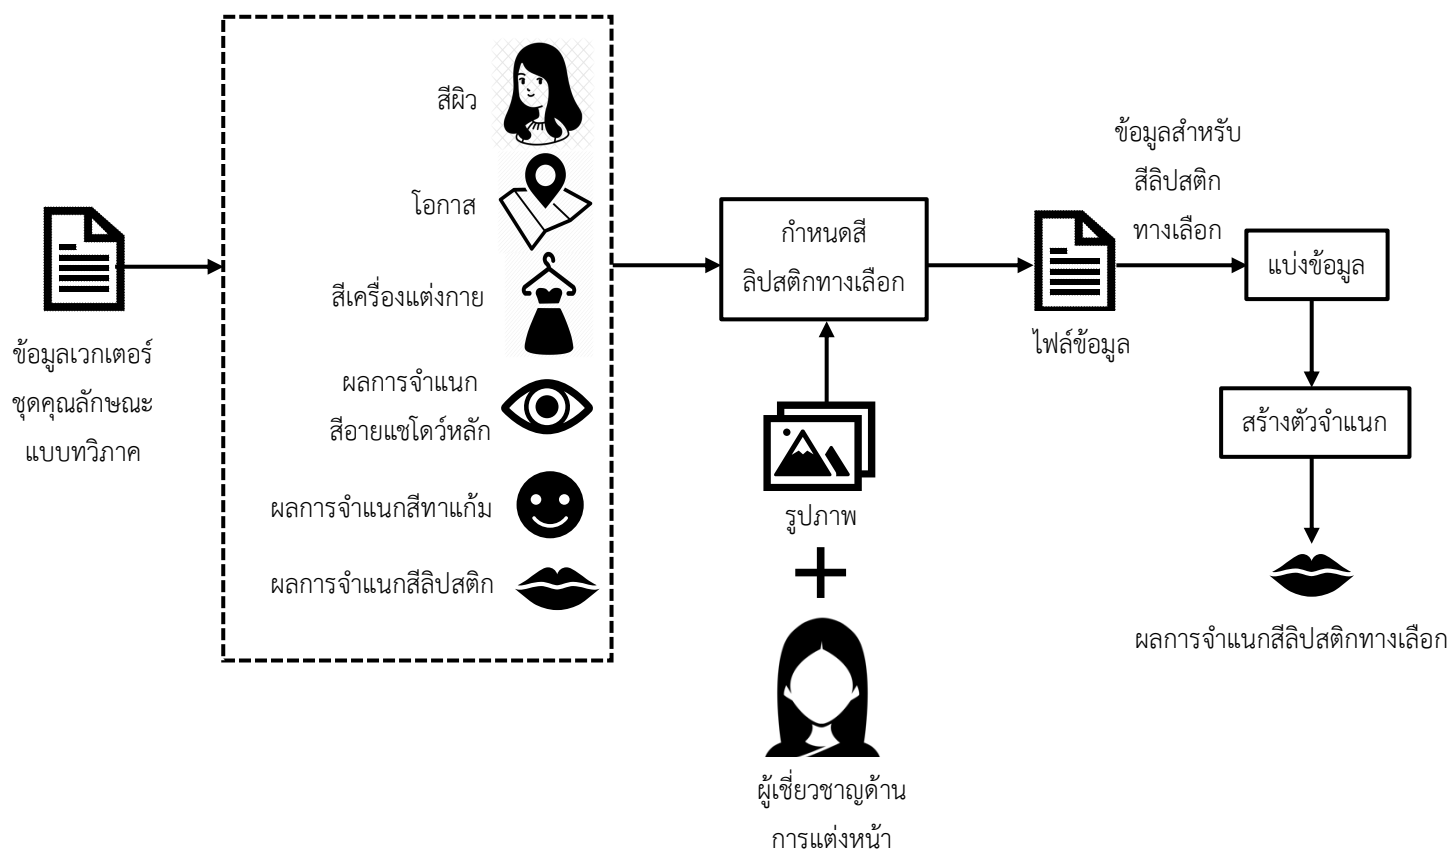 ข้อมูลเวกเตอร์
ชุดคุณลักษณะ
แบบทวิภาค
สีผิว
โอกาส
สีเครื่องแต่งกาย
ผลการจำแนก
สีอายแชโดว์หลัก
ผลการจำแนกสีทาแก้ม
ผลการจำแนกสีลิปสติก
กำหนดสี
ลิปสติกทางเลือก
รูปภาพ
ผู้เชี่ยวชาญด้าน
การแต่งหน้า
ไฟล์ข้อมูล
ข้อมูลสำหรับ
สีลิปสติก
ทางเลือก
แบ่งข้อมูล
สร้างตัวจำแนก
ผลการจำแนกสีลิปสติกทางเลือก